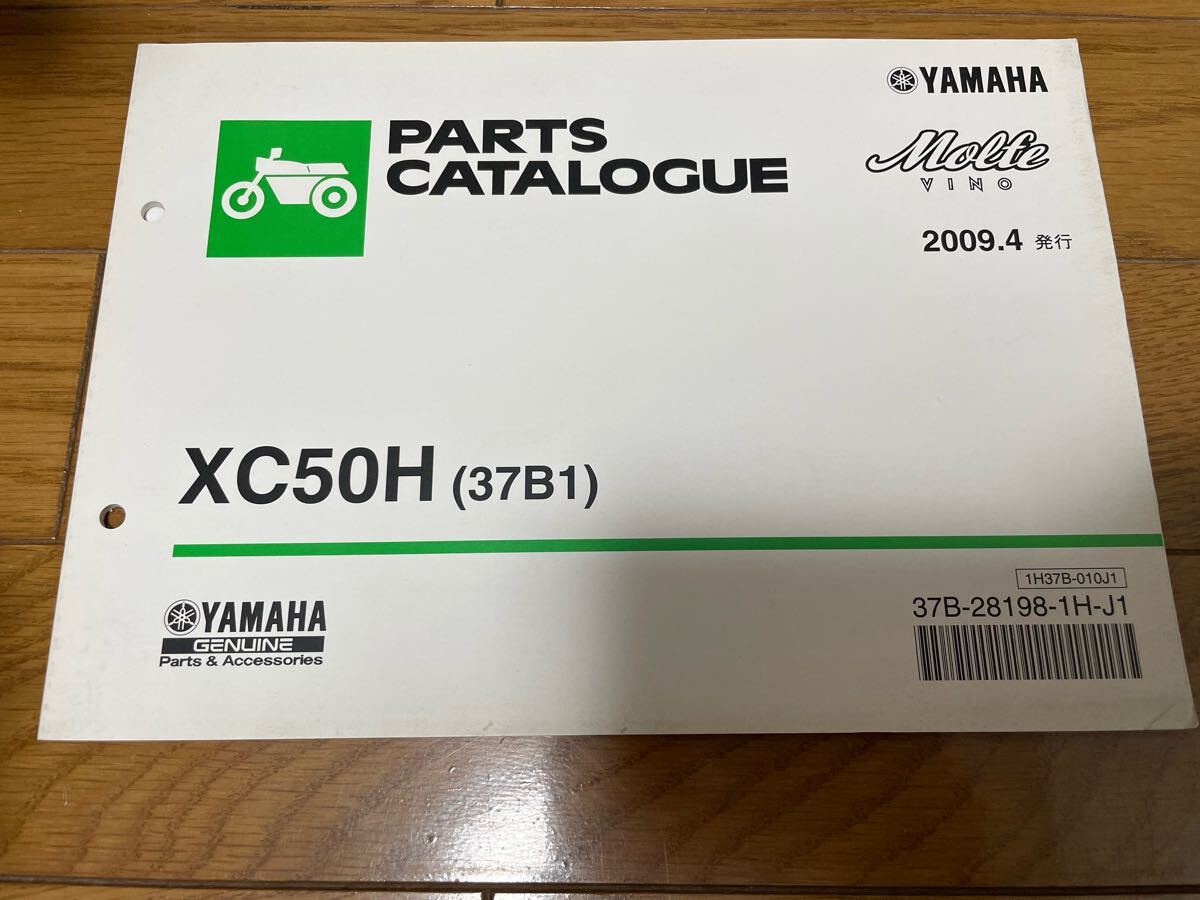 YAMAHA
PARTS
CATALOGUE
Molfe
VINO
2009.4 発行
XC50H (37B1)
1H37B-010J1
37B-28198-1H-J1
YAMAHA
GENUINE
Parts & Accessories